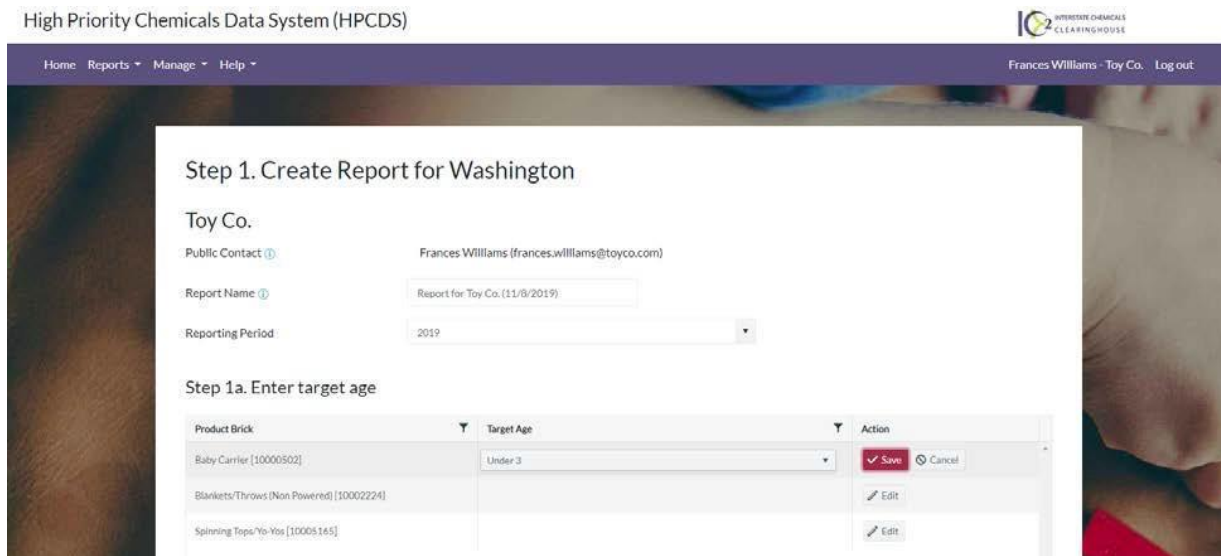 High Priority Chemicals Data System (HPCDS)
INTERSTATE CHEMICALS
IC2 CLEARINGHOUSE
Home Reports Manage Help Frances Williams - Toy Co. Log out
Step 1. Create Report for Washington
Toy Co.
Public Contact Frances Williams (frances.williams@toyco.com)
Report Name Report for Toy Co. (11/8/2019)
Reporting Period 2019
Step 1a. Enter target age
Product Brick Target Age Action
Baby Carrier [10000502] Under 3 Save Cancel
Blankets/Throws (Non Powered) [10002224] Edit
Spinning Tops/Yo-Yos [10005165] Edit